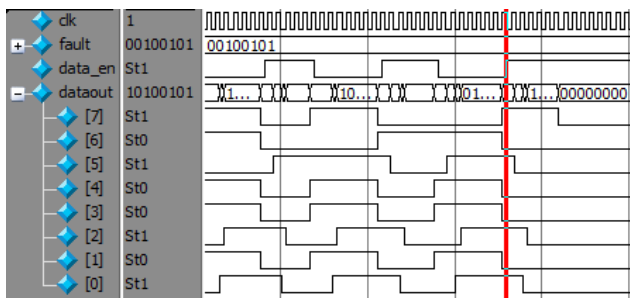 clk 1
fault 00100101 00100101
data_en St1
dataout 10100101 1... 10... 01... 1... 00000000
[7] St1
[6] St0
[5] St1
[4] St0
[3] St0
[2] St1
[1] St0
[0] St1